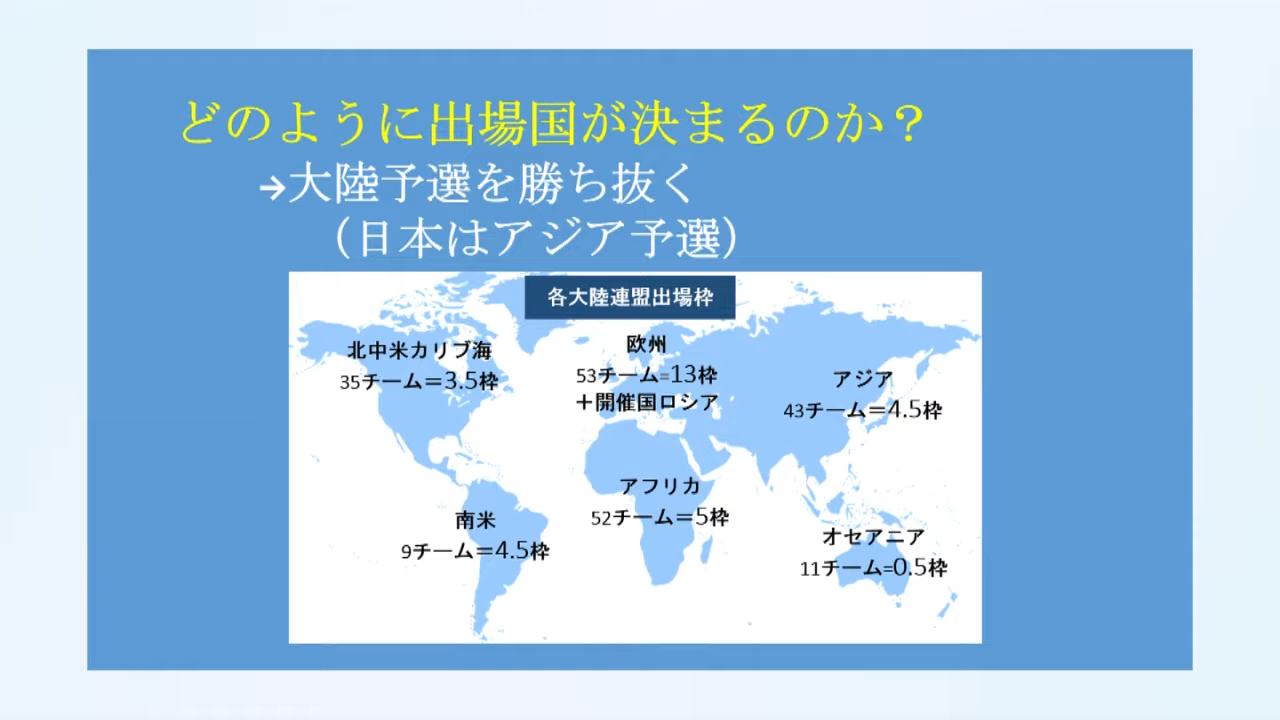 どのように出場国が決まるのか？
→大陸予選を勝ち抜く
（日本はアジア予選）
各大陸連盟出場枠
北中米カリブ海
35チーム＝3.5枠
欧州
53チーム=13枠
＋開催国ロシア
アジア
43チーム＝4.5枠
アフリカ
52チーム＝5枠
南米
9チーム＝4.5枠
オセアニア
11チーム=0.5枠